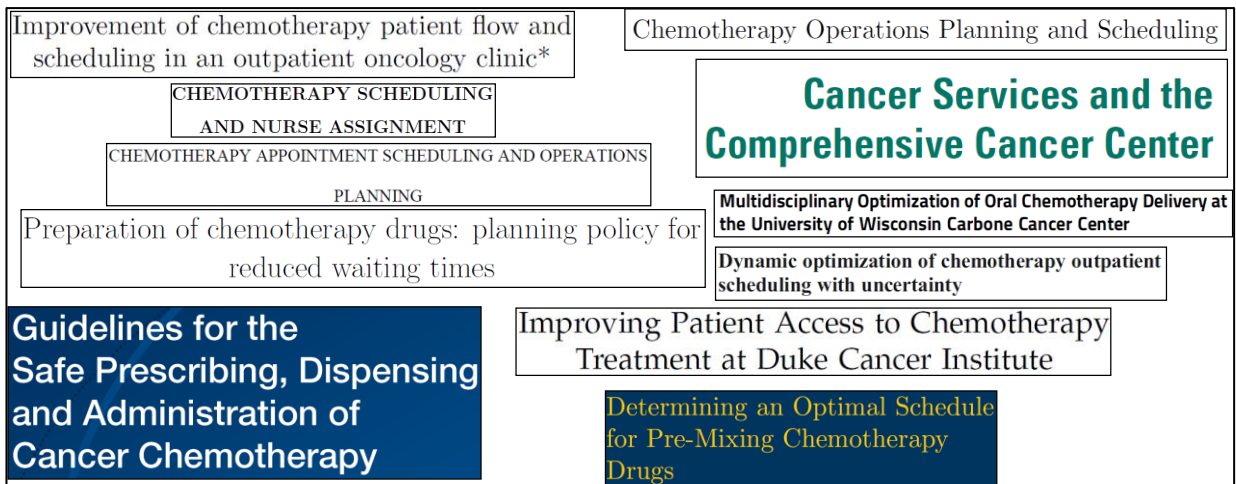 Improvement of chemotherapy patient flow and
scheduling in an outpatient oncology clinic*
Chemotherapy Operations Planning and Scheduling
CHEMOTHERAPY SCHEDULING
AND NURSE ASSIGNMENT
Cancer Services and the
Comprehensive Cancer Center
CHEMOTHERAPY APPOINTMENT SCHEDULING AND OPERATIONS
PLANNING
Multidisciplinary Optimization of Oral Chemotherapy Delivery at
the University of Wisconsin Carbone Cancer Center
Preparation of chemotherapy drugs: planning policy for
reduced waiting times
Dynamic optimization of chemotherapy outpatient
scheduling with uncertainty
Guidelines for the
Safe Prescribing, Dispensing
and Administration of
Cancer Chemotherapy
Improving Patient Access to Chemotherapy
Treatment at Duke Cancer Institute
Determining an Optimal Schedule
for Pre-Mixing Chemotherapy
Drugs